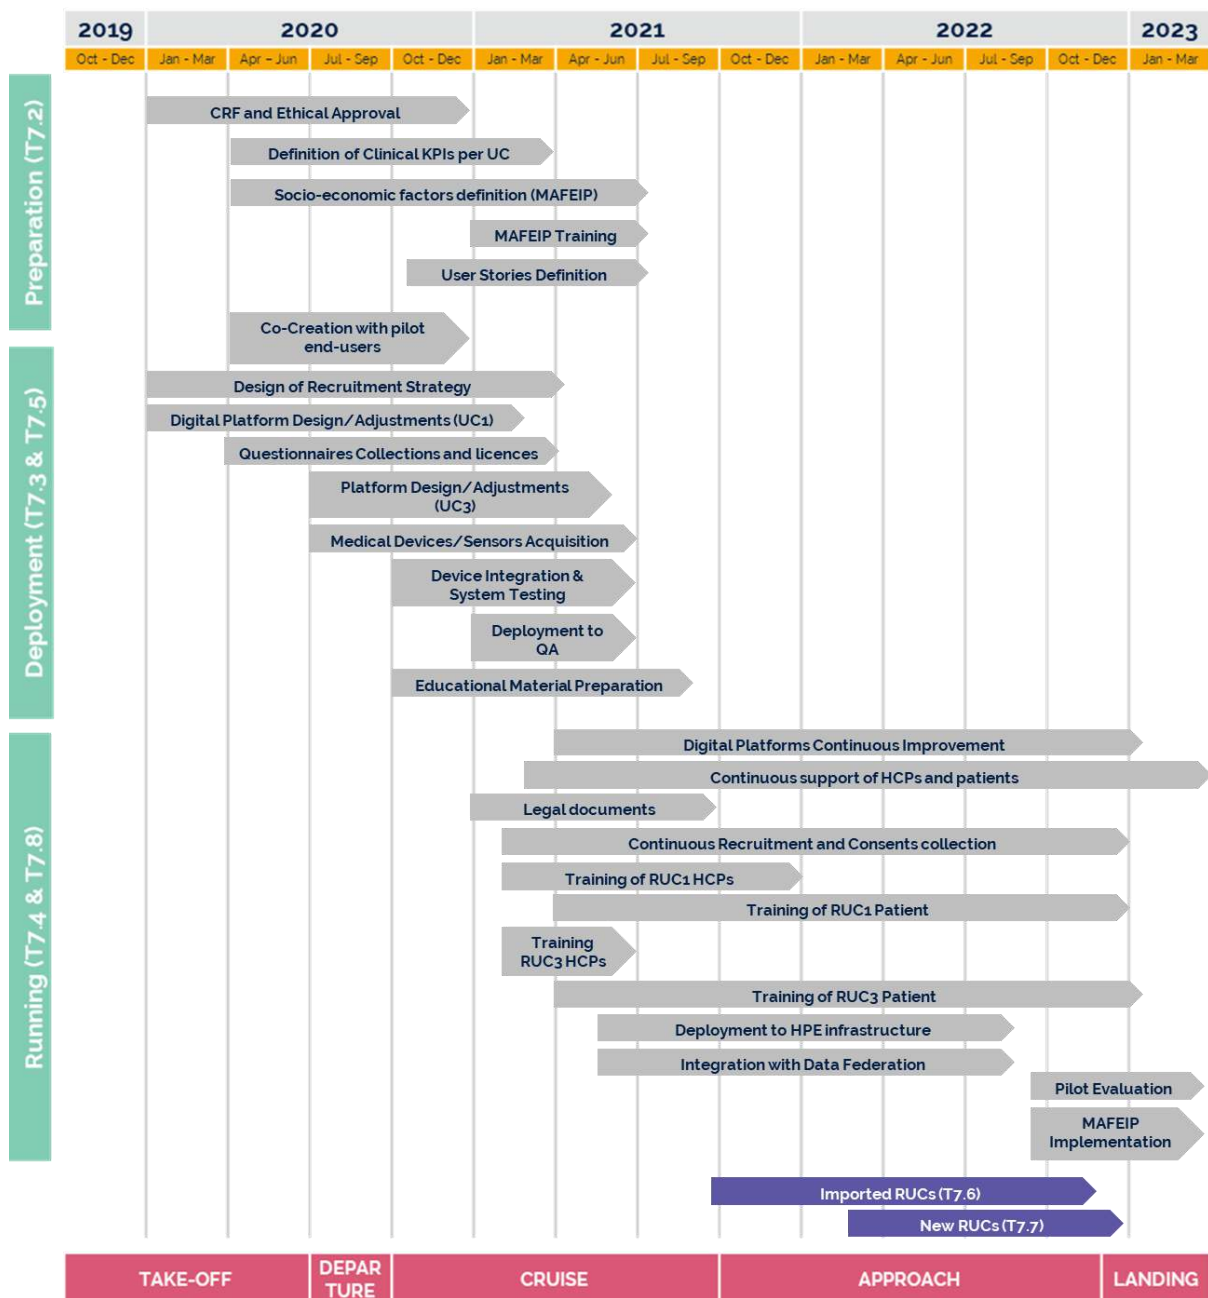 2019
2020
2021
2022
2023
Oct - Dec
Jan - Mar
Apr – Jun
Jul - Sep
Oct - Dec
Jan - Mar
Apr - Jun
Jul - Sep
Oct - Dec
Jan - Mar
Apr - Jun
Jul - Sep
Oct - Dec
Jan - Mar
Preparation (T7.2)
CRF and Ethical Approval
Definition of Clinical KPIs per UC
Socio-economic factors definition (MAFEIP)
MAFEIP Training
User Stories Definition
Co-Creation with pilot
end-users
Deployment (T7.3 & T7.5)
Design of Recruitment Strategy
Digital Platform Design/Adjustments (UC1)
Questionnaires Collections and licences
Platform Design/Adjustments
(UC3)
Medical Devices/Sensors Acquisition
Device Integration &
System Testing
Deployment to
QA
Educational Material Preparation
Running (T7.4 & T7.8)
Digital Platforms Continuous Improvement
Continuous support of HCPs and patients
Legal documents
Continuous Recruitment and Consents collection
Training of RUC1 HCPs
Training of RUC1 Patient
Training
RUC3 HCPs
Training of RUC3 Patient
Deployment to HPE infrastructure
Integration with Data Federation
Pilot Evaluation
MAFEIP
Implementation
Imported RUCs (T7.6)
New RUCs (T7.7)
TAKE-OFF
DEPAR
TURE
CRUISE
APPROACH
LANDING